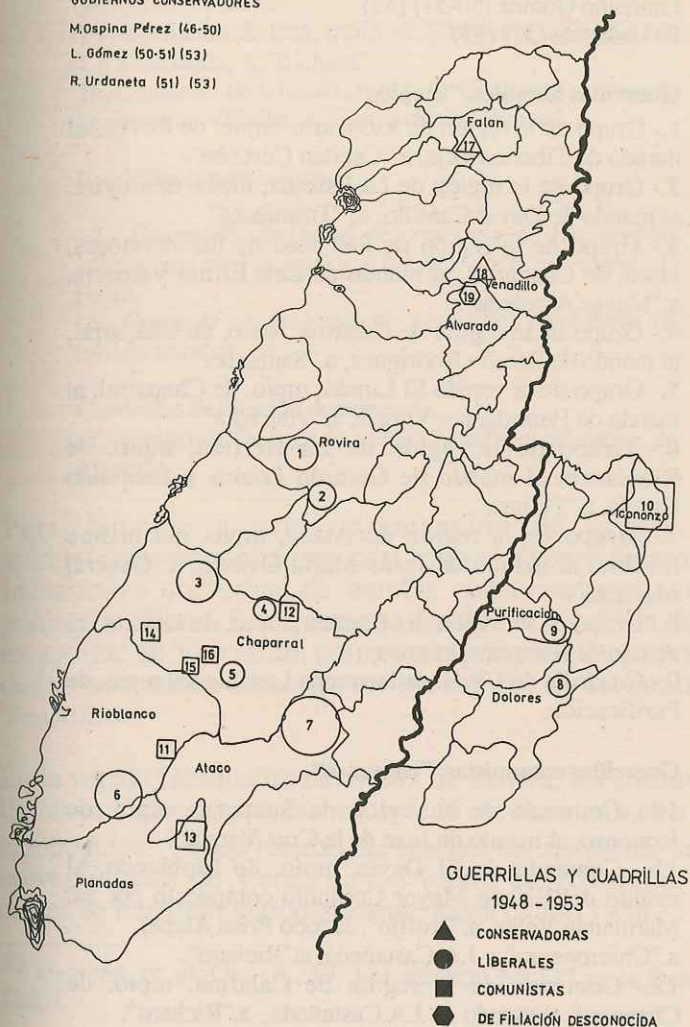 GOBIERNOS CONSERVADORES
M.Ospina Pérez (46-50)
L. Gómez (50-51) (53)
R. Urdaneta (51) (53)
Falan
17
18
Venadillo
19
Alvarado
Rovira
1
2
10
Icononzo
3
4
12
Purificación
9
14
Chaparral
16
15
5
8
Dolores
7
Rioblanco
11
Ataco
6
13
Planadas
GUERRILLAS Y CUADRILLAS
1948-1953
CONSERVADORAS
LIBERALES
COMUNISTAS
DE FILIACIÓN DESCONOCIDA